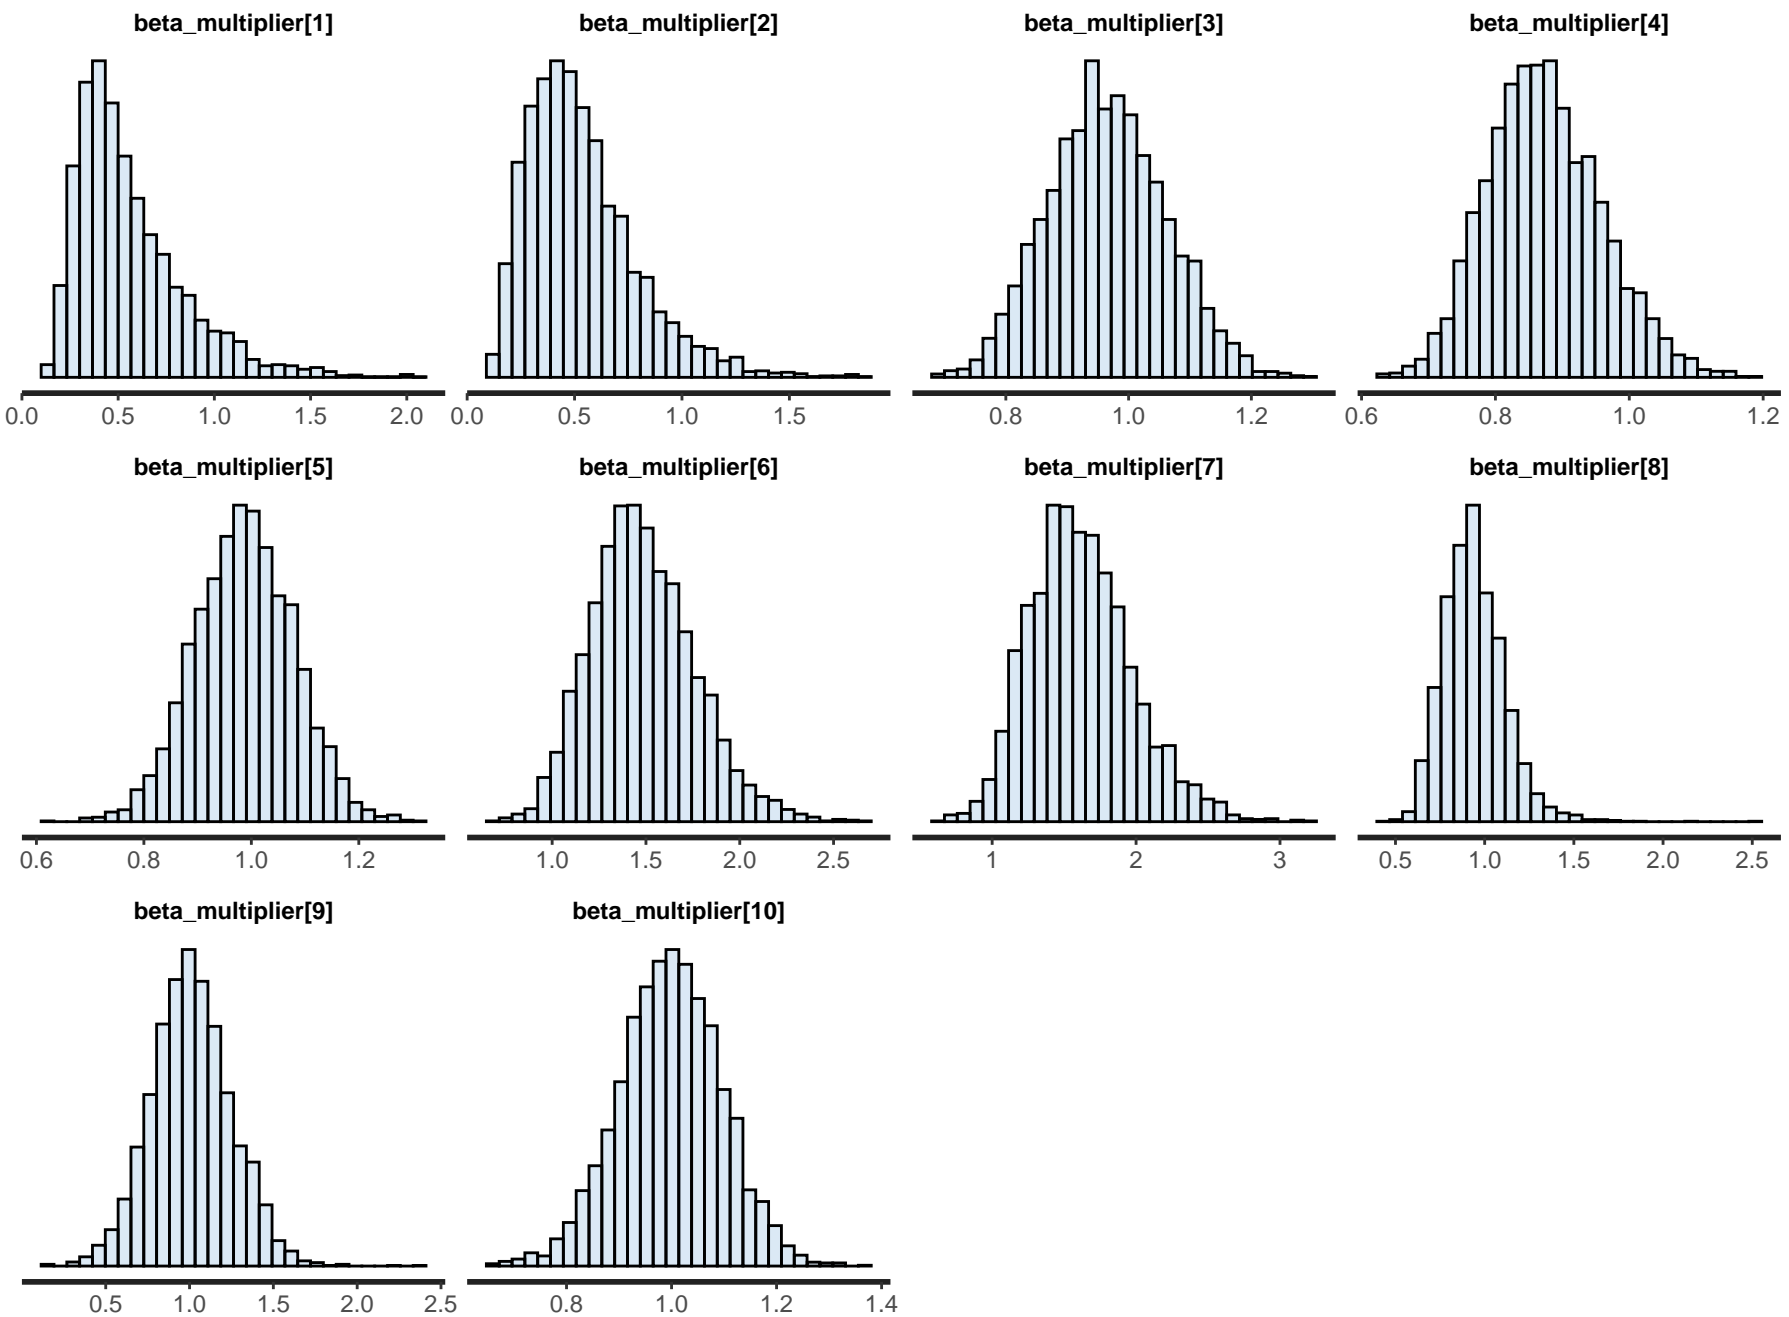 beta_multiplier[1] beta_multiplier[2] beta_multiplier[3] beta_multiplier[4]
0.0 0.5 1.0 1.5 2.0 0.0 0.5 1.0 1.5 0.8 1.0 1.2 0.6 0.8 1.0 1.2
beta_multiplier[5] beta_multiplier[6] beta_multiplier[7] beta_multiplier[8]
0.6 0.8 1.0 1.2 1.0 1.5 2.0 2.5 1 2 3 0.5 1.0 1.5 2.0 2.5
beta_multiplier[9] beta_multiplier[10]
0.5 1.0 1.5 2.0 2.5 0.8 1.0 1.2 1.4